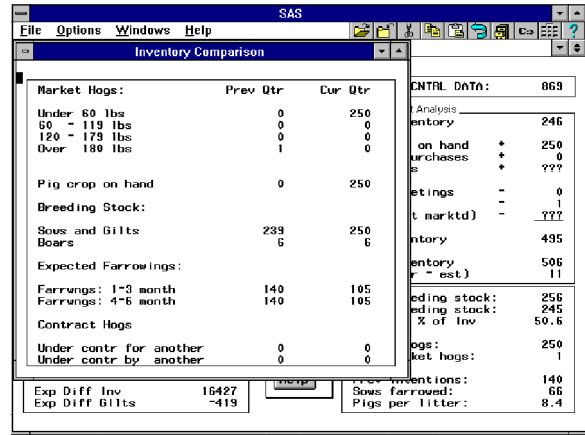 SAS
File Options Windows Help
Inventory Comparison
Market Hogs: Prev Qtr Cur Qtr
Under 60 lbs 0 250
60 - 119 lbs 0 0
120 - 179 lbs 0 0
Over 180 lbs 1 0
Pig crop on hand 0 250
Breeding Stock:
Sows and Gilts 239 250
Boars 6 6
Expected Farrowings:
Farrwngs: 1-3 month 140 105
Farrwngs: 4-6 month 140 105
Contract Hogs
Under contr for another 0 0
Under contr by another 0 0
CNTRL DATA: 869
Analysis
entory 246
on hand + 250
urchases + 0
s + ???
etings - 0
- 1
t marktd) - ???
ntory 495
entory 506
r - est) 11
eding stock: 256
eding stock: 245
% of Inv 50.6
ogs: 250
ket hogs: 1
Prev intentions: 140
Sows farrowed: 66
Pigs per litter: 8.4
Help
Exp Diff Inv 16427
Exp Diff Gilts -419